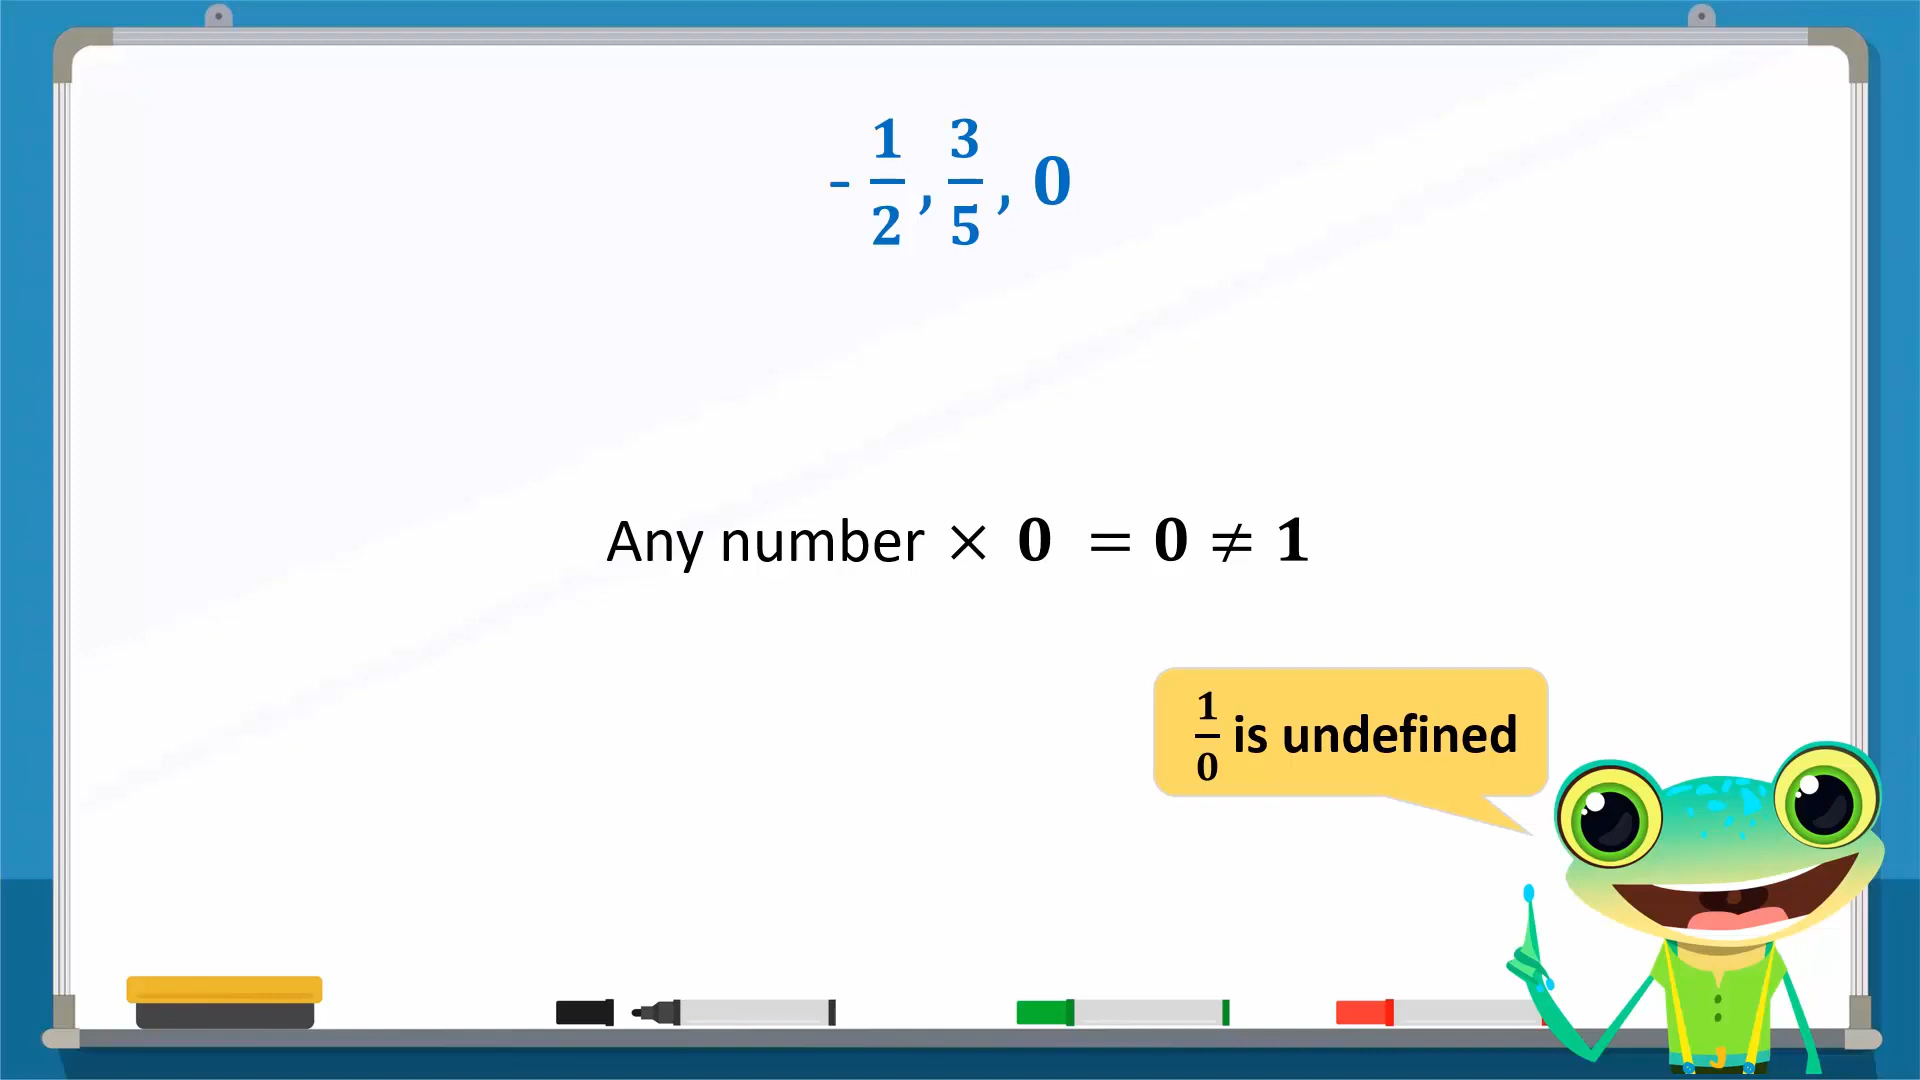 - 1/2 , 3/5 , 0
Any number × 0 = 0 ≠ 1
1/0 is undefined